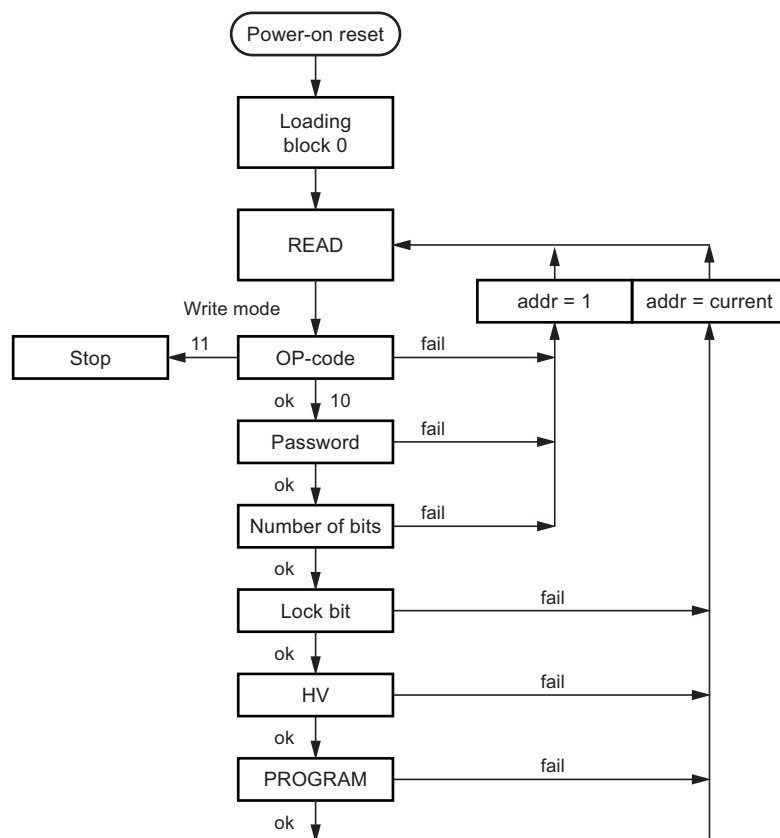 Power-on reset
Loading
block 0
READ
addr = 1
addr = current
Write mode
Stop
11
OP-code
fail
ok
10
Password
fail
ok
Number of bits
fail
ok
Lock bit
fail
ok
HV
fail
ok
PROGRAM
fail
ok